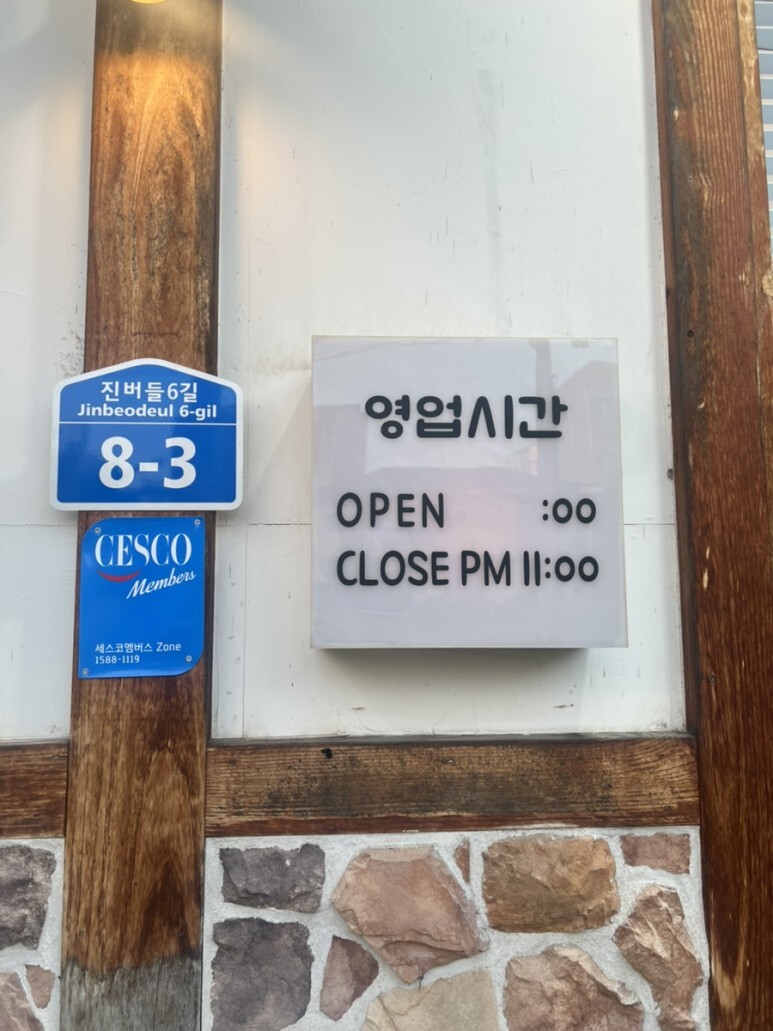 진버들6길
Jinbeodeul 6-gil
8-3
CESCO
Members
세스코멤버스 Zone
1588-1119
영업시간
OPEN :00
CLOSE PM 11:00